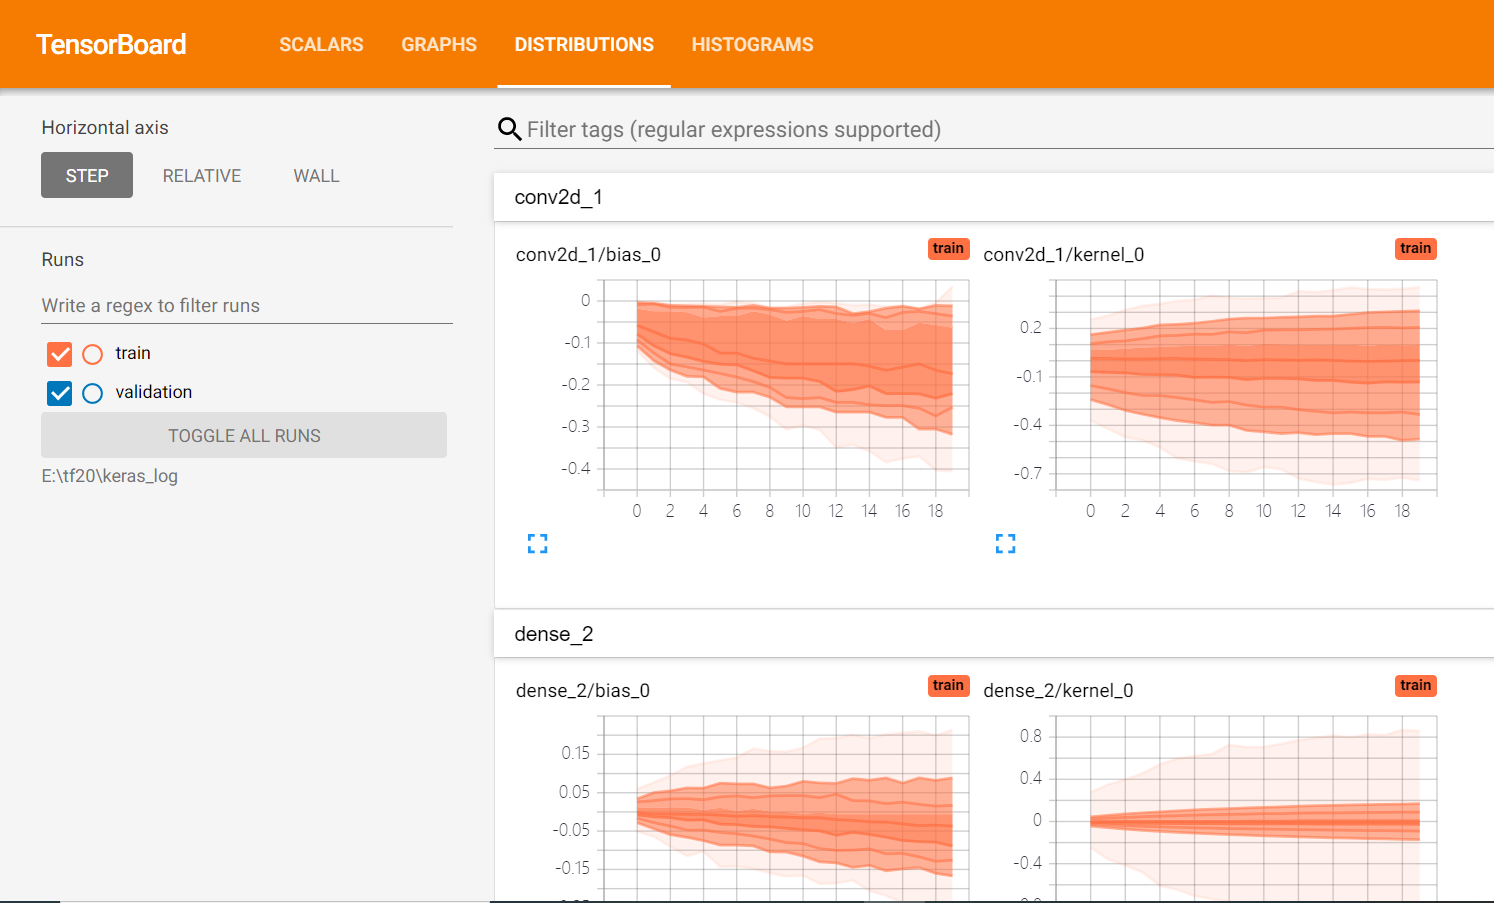 TensorBoard SCALARS GRAPHS DISTRIBUTIONS HISTOGRAMS
Horizontal axis
STEP RELATIVE WALL
Runs
Write a regex to filter runs
train
validation
TOGGLE ALL RUNS
E:\tf20\keras_log
Filter tags (regular expressions supported)
conv2d_1
conv2d_1/bias_0 train
0
-0.1
-0.2
-0.3
-0.4
0 2 4 6 8 10 12 14 16 18
conv2d_1/kernel_0 train
0.2
-0.1
-0.4
-0.7
0 2 4 6 8 10 12 14 16 18
dense_2
dense_2/bias_0 train
0.15
0.05
-0.05
-0.15
dense_2/kernel_0 train
0.8
0.4
0
-0.4